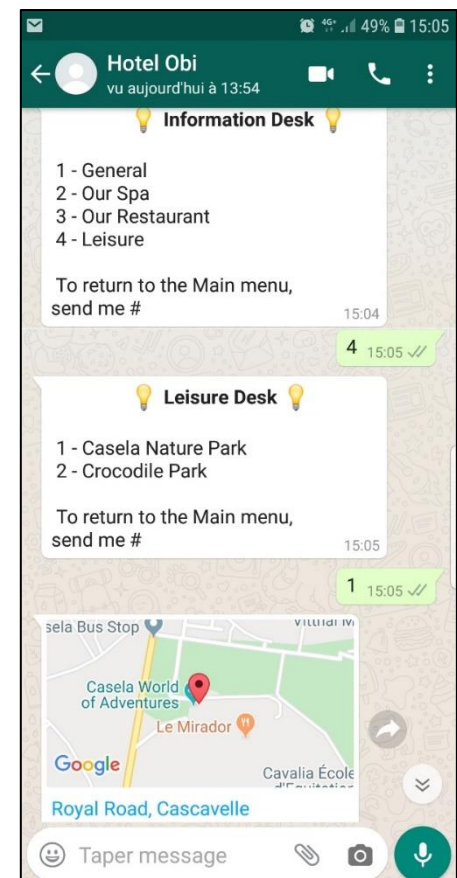 4G+ 49% 15:05
Hotel Obi
vu aujourd'hui à 13:54
Information Desk
1 - General
2 - Our Spa
3 - Our Restaurant
4 - Leisure
To return to the Main menu,
send me #
15:04
4 15:05
Leisure Desk
1 - Casela Nature Park
2 - Crocodile Park
To return to the Main menu,
send me #
15:05
1 15:05
sela Bus Stop
Casela World
of Adventures
Le Mirador
Google
Cavalia École
Royal Road, Cascavelle
Taper message